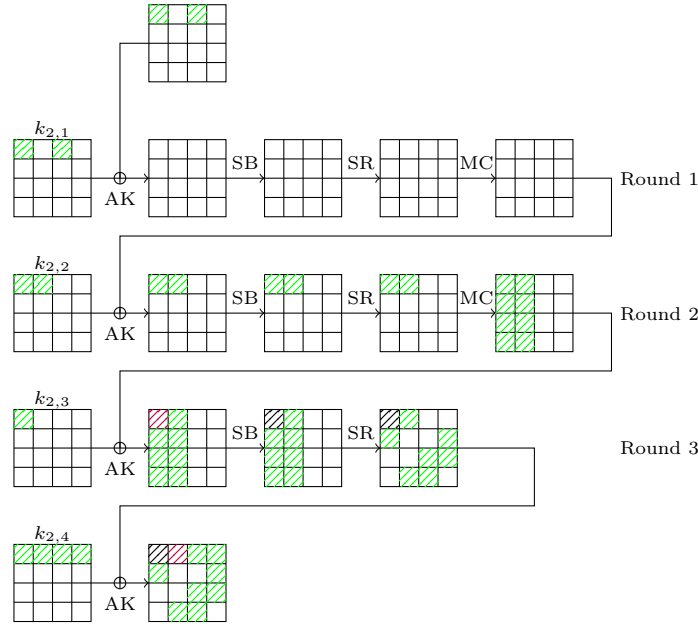 k2,1
SB
SR
MC
AK
Round 1
k2,2
SB
SR
MC
AK
Round 2
k2,3
SB
SR
AK
Round 3
k2,4
AK